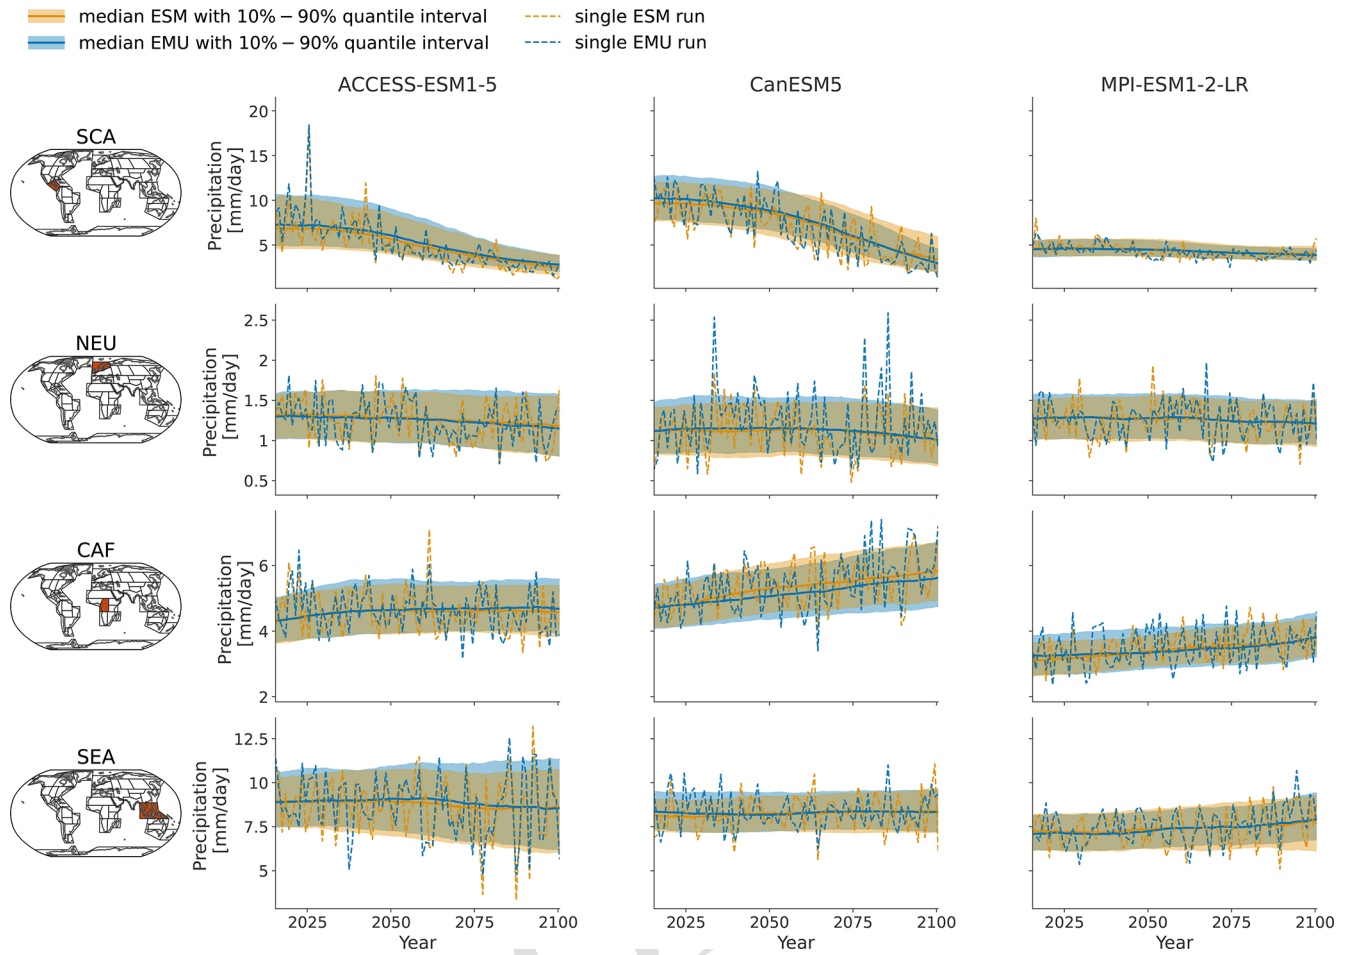 median ESM with 10% − 90% quantile interval
single ESM run
median EMU with 10% − 90% quantile interval
single EMU run
ACCESS-ESM1-5
CanESM5
MPI-ESM1-2-LR
SCA
Precipitation
[mm/day]
20
15
10
5
NEU
Precipitation
[mm/day]
2.5
2
1.5
1
0.5
CAF
Precipitation
[mm/day]
6
4
2
SEA
Precipitation
[mm/day]
12.5
10
7.5
5
2025 2050 2075 2100
2025 2050 2075 2100
2025 2050 2075 2100
Year
Year
Year